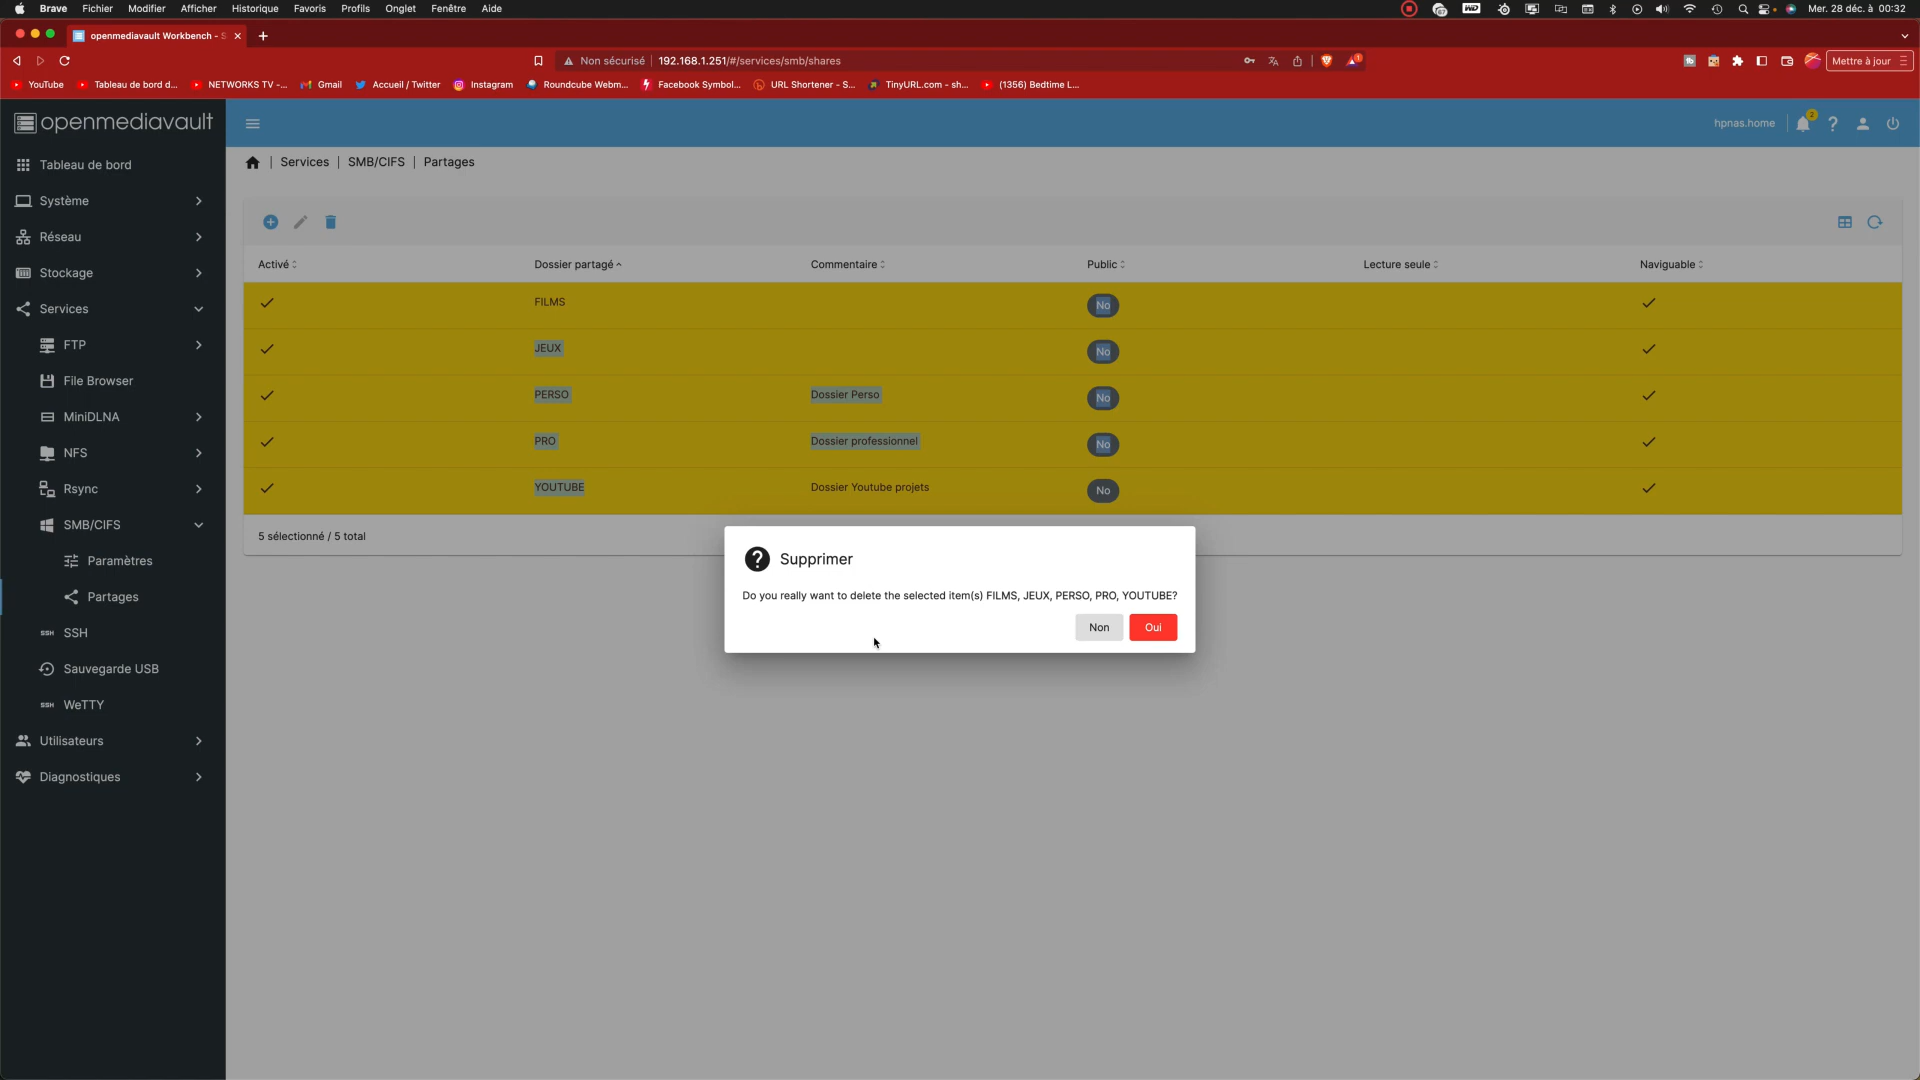 Brave Fichier Modifier Afficher Historique Favoris Profils Onglet Fenêtre Aide
WD
Mer. 28 déc. à 00:32
openmediavault Workbench - S
Non sécurisé 192.168.1.251/#/services/smb/shares
Mettre à jour
YouTube Tableau de bord d... NETWORKS TV -... Gmail Accueil / Twitter Instagram Roundcube Webm... Facebook Symbol... URL Shortener - S... TinyURL.com - sh... (1356) Bedtime L...
openmediavault
hpnas.home
2
Tableau de bord
Système
Réseau
Stockage
Services
FTP
File Browser
MiniDLNA
NFS
Rsync
SMB/CIFS
Paramètres
Partages
SSH SSH
Sauvegarde USB
SSH WeTTY
Utilisateurs
Diagnostiques
| Services | SMB/CIFS | Partages
Activé Dossier partagé Commentaire Public Lecture seule Naviguable
FILMS No
JEUX No
PERSO Dossier Perso No
PRO Dossier professionnel No
YOUTUBE Dossier Youtube projets No
5 sélectionné / 5 total
Supprimer
Do you really want to delete the selected item(s) FILMS, JEUX, PERSO, PRO, YOUTUBE?
Non Oui